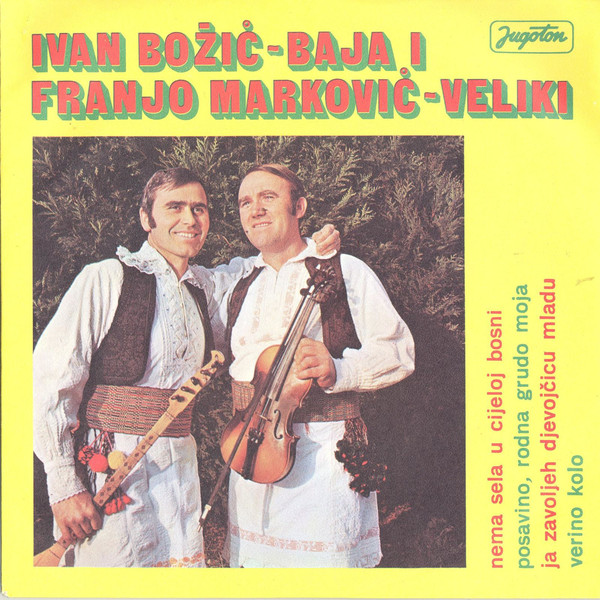 Jugoton
IVAN BOŽIĆ-BAJA I
FRANJO MARKOVIĆ-VELIKI
nema sela u cijeloj bosni
posavino, rodna grudo moja
ja zavoljeh djevojčicu mladu
verino kolo